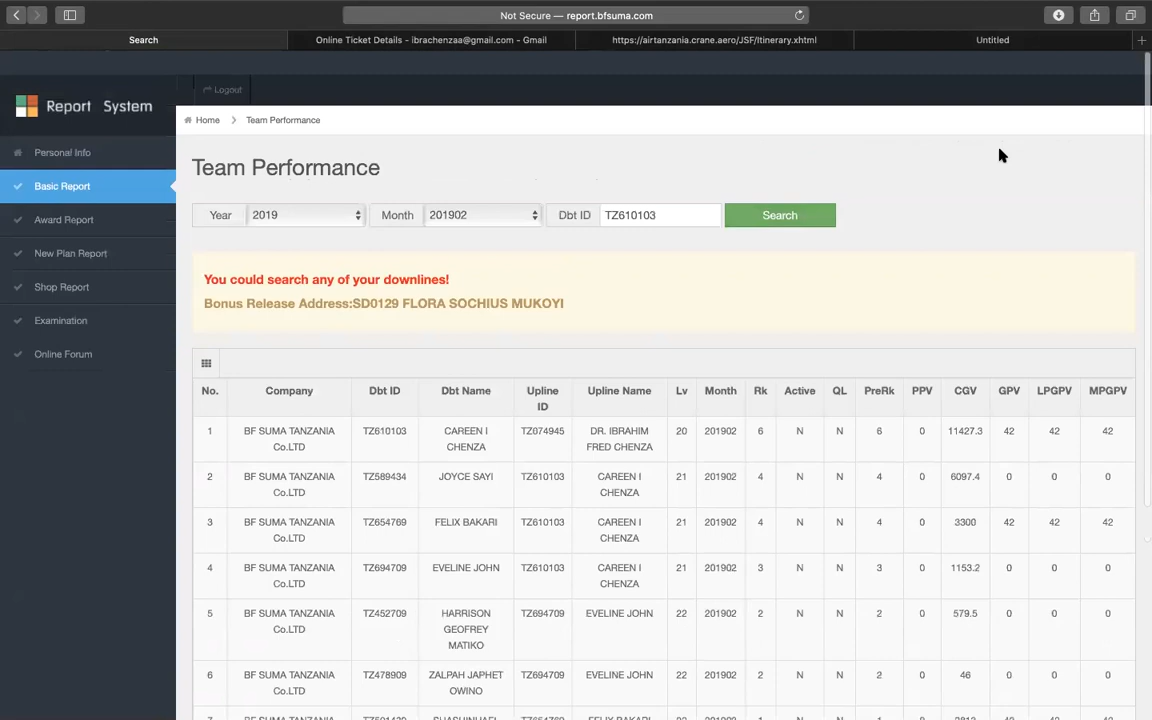 Not Secure — report.bfsuma.com
Search
Online Ticket Details - ibrachenzaa@gmail.com - Gmail
https://airtanzania.crane.aero/JSF/Itinerary.xhtml
Untitled
Report System
Logout
Home > Team Performance
Personal Info
Basic Report
Award Report
New Plan Report
Shop Report
Examination
Online Forum
Team Performance
Year 2019 Month 201902 Dbt ID TZ610103 Search
You could search any of your downlines!
Bonus Release Address:SD0129 FLORA SOCHIUS MUKOYI
No. Company Dbt ID Dbt Name Upline ID Upline Name Lv Month Rk Active QL PreRk PPV CGV GPV LPGPV MPGPV
1 BF SUMA TANZANIA Co.LTD TZ610103 CAREEN I CHENZA TZ074945 DR. IBRAHIM FRED CHENZA 20 201902 6 N N 6 0 11427.3 42 42 42
2 BF SUMA TANZANIA Co.LTD TZ589434 JOYCE SAYI TZ610103 CAREEN I CHENZA 21 201902 4 N N 4 0 6097.4 0 0 0
3 BF SUMA TANZANIA Co.LTD TZ654769 FELIX BAKARI TZ610103 CAREEN I CHENZA 21 201902 4 N N 4 0 3300 42 42 42
4 BF SUMA TANZANIA Co.LTD TZ694709 EVELINE JOHN TZ610103 CAREEN I CHENZA 21 201902 3 N N 3 0 1153.2 0 0 0
5 BF SUMA TANZANIA Co.LTD TZ452709 HARRISON GEOFREY MATIKO TZ694709 EVELINE JOHN 22 201902 2 N N 2 0 579.5 0 0 0
6 BF SUMA TANZANIA Co.LTD TZ478909 ZALPAH JAPHET OWINO TZ694709 EVELINE JOHN 22 201902 2 N N 2 0 46 0 0 0